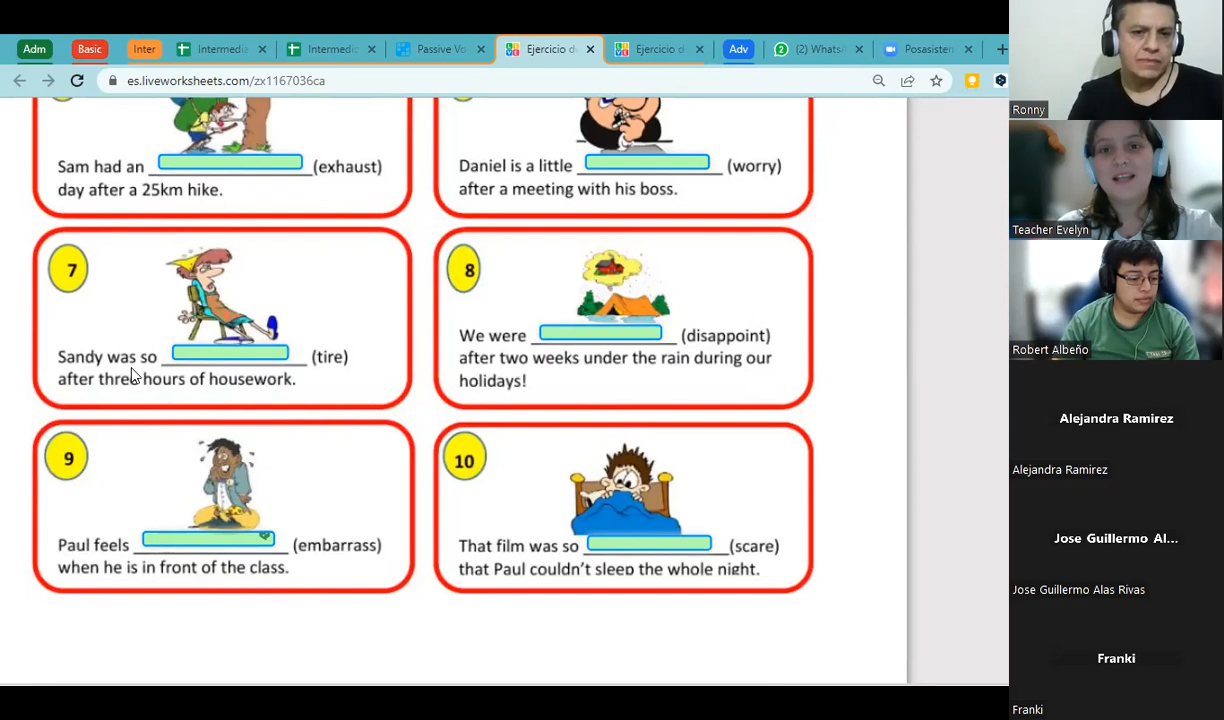 Adm
Basic
Inter
Intermedie
Intermedic
Passive Vo
Ejercicio de
Ejercicio d
Adv
(2) WhatsA
Posasisten
es.liveworksheets.com/zx1167036ca
Sam had an (exhaust)
day after a 25km hike.
Daniel is a little (worry)
after a meeting with his boss.
7
Sandy was so (tire)
after three hours of housework.
8
We were (disappoint)
after two weeks under the rain during our
holidays!
9
Paul feels (embarrass)
when he is in front of the class.
10
That film was so (scare)
that Paul couldn't sleep the whole night.
Ronny
Teacher Evelyn
Robert Albeño
Alejandra Ramirez
Alejandra Ramirez
Jose Guillermo Al...
Jose Guillermo Alas Rivas
Franki
Franki